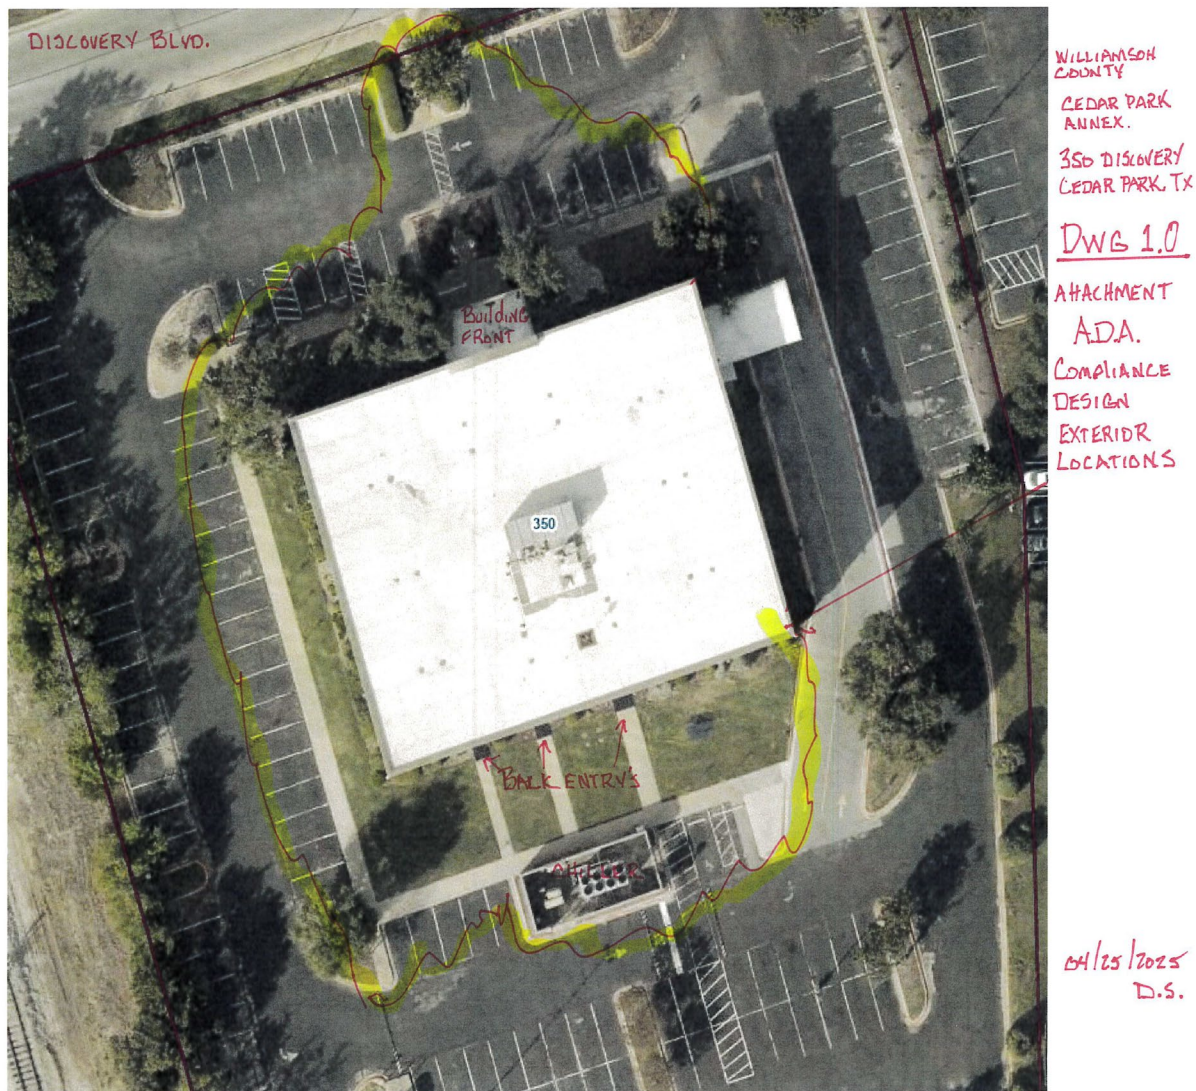 DISCOVERY BLVD.
WILLIAMSON
COUNTY
CEDAR PARK
ANNEX.
350 DISCOVERY
CEDAR PARK, TX
DWG 1.0
ATTACHMENT
A.D.A.
COMPLIANCE
DESIGN
EXTERIOR
LOCATIONS
BUILDING
FRONT
350
BACK ENTRY'S
CHILLER
04/25/2025
D.S.